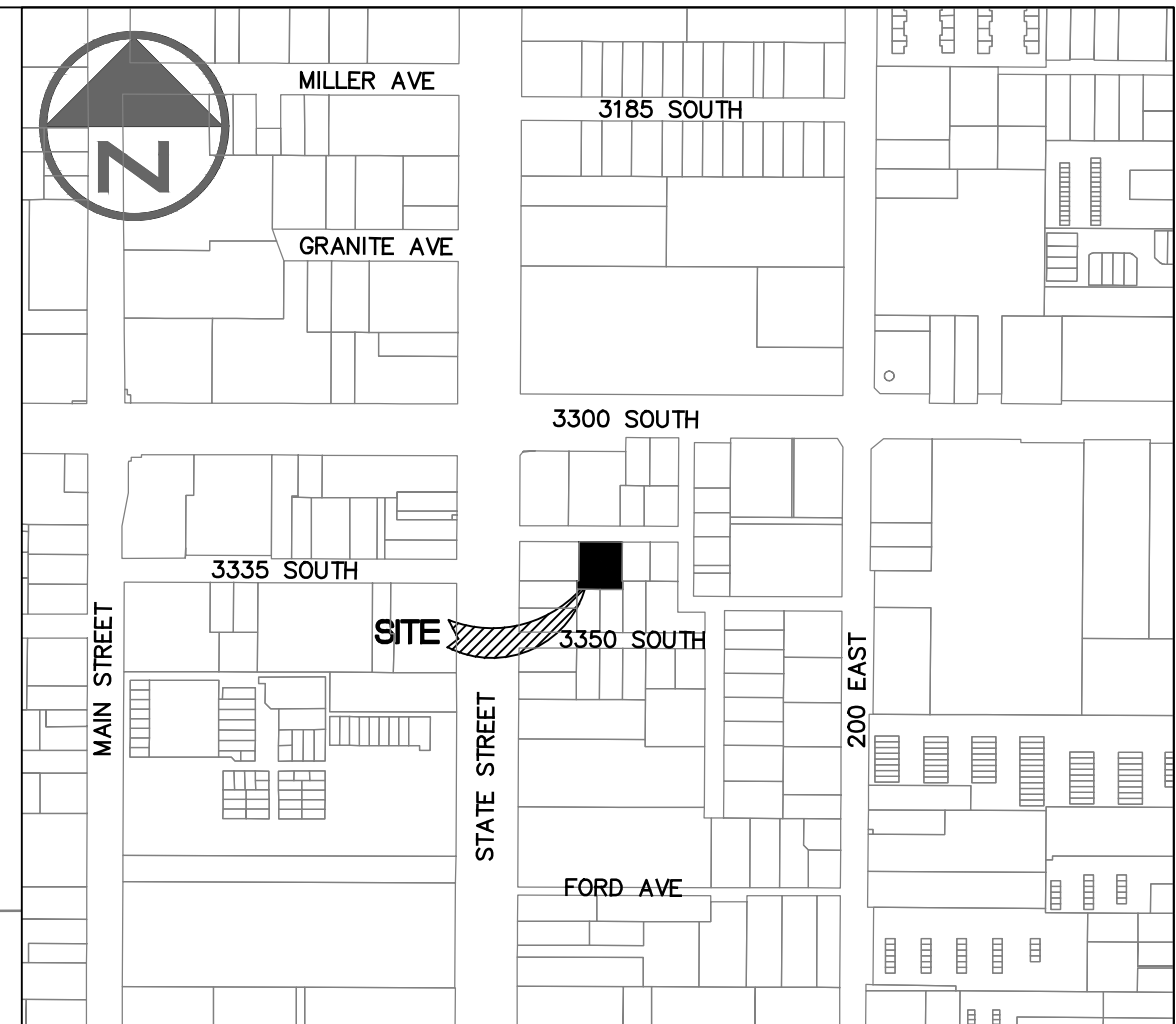 MILLER AVE
3185 SOUTH
N
GRANITE AVE
3300 SOUTH
3335 SOUTH
MAIN STREET
SITE
3350 SOUTH
200 EAST
STATE STREET
FORD AVE